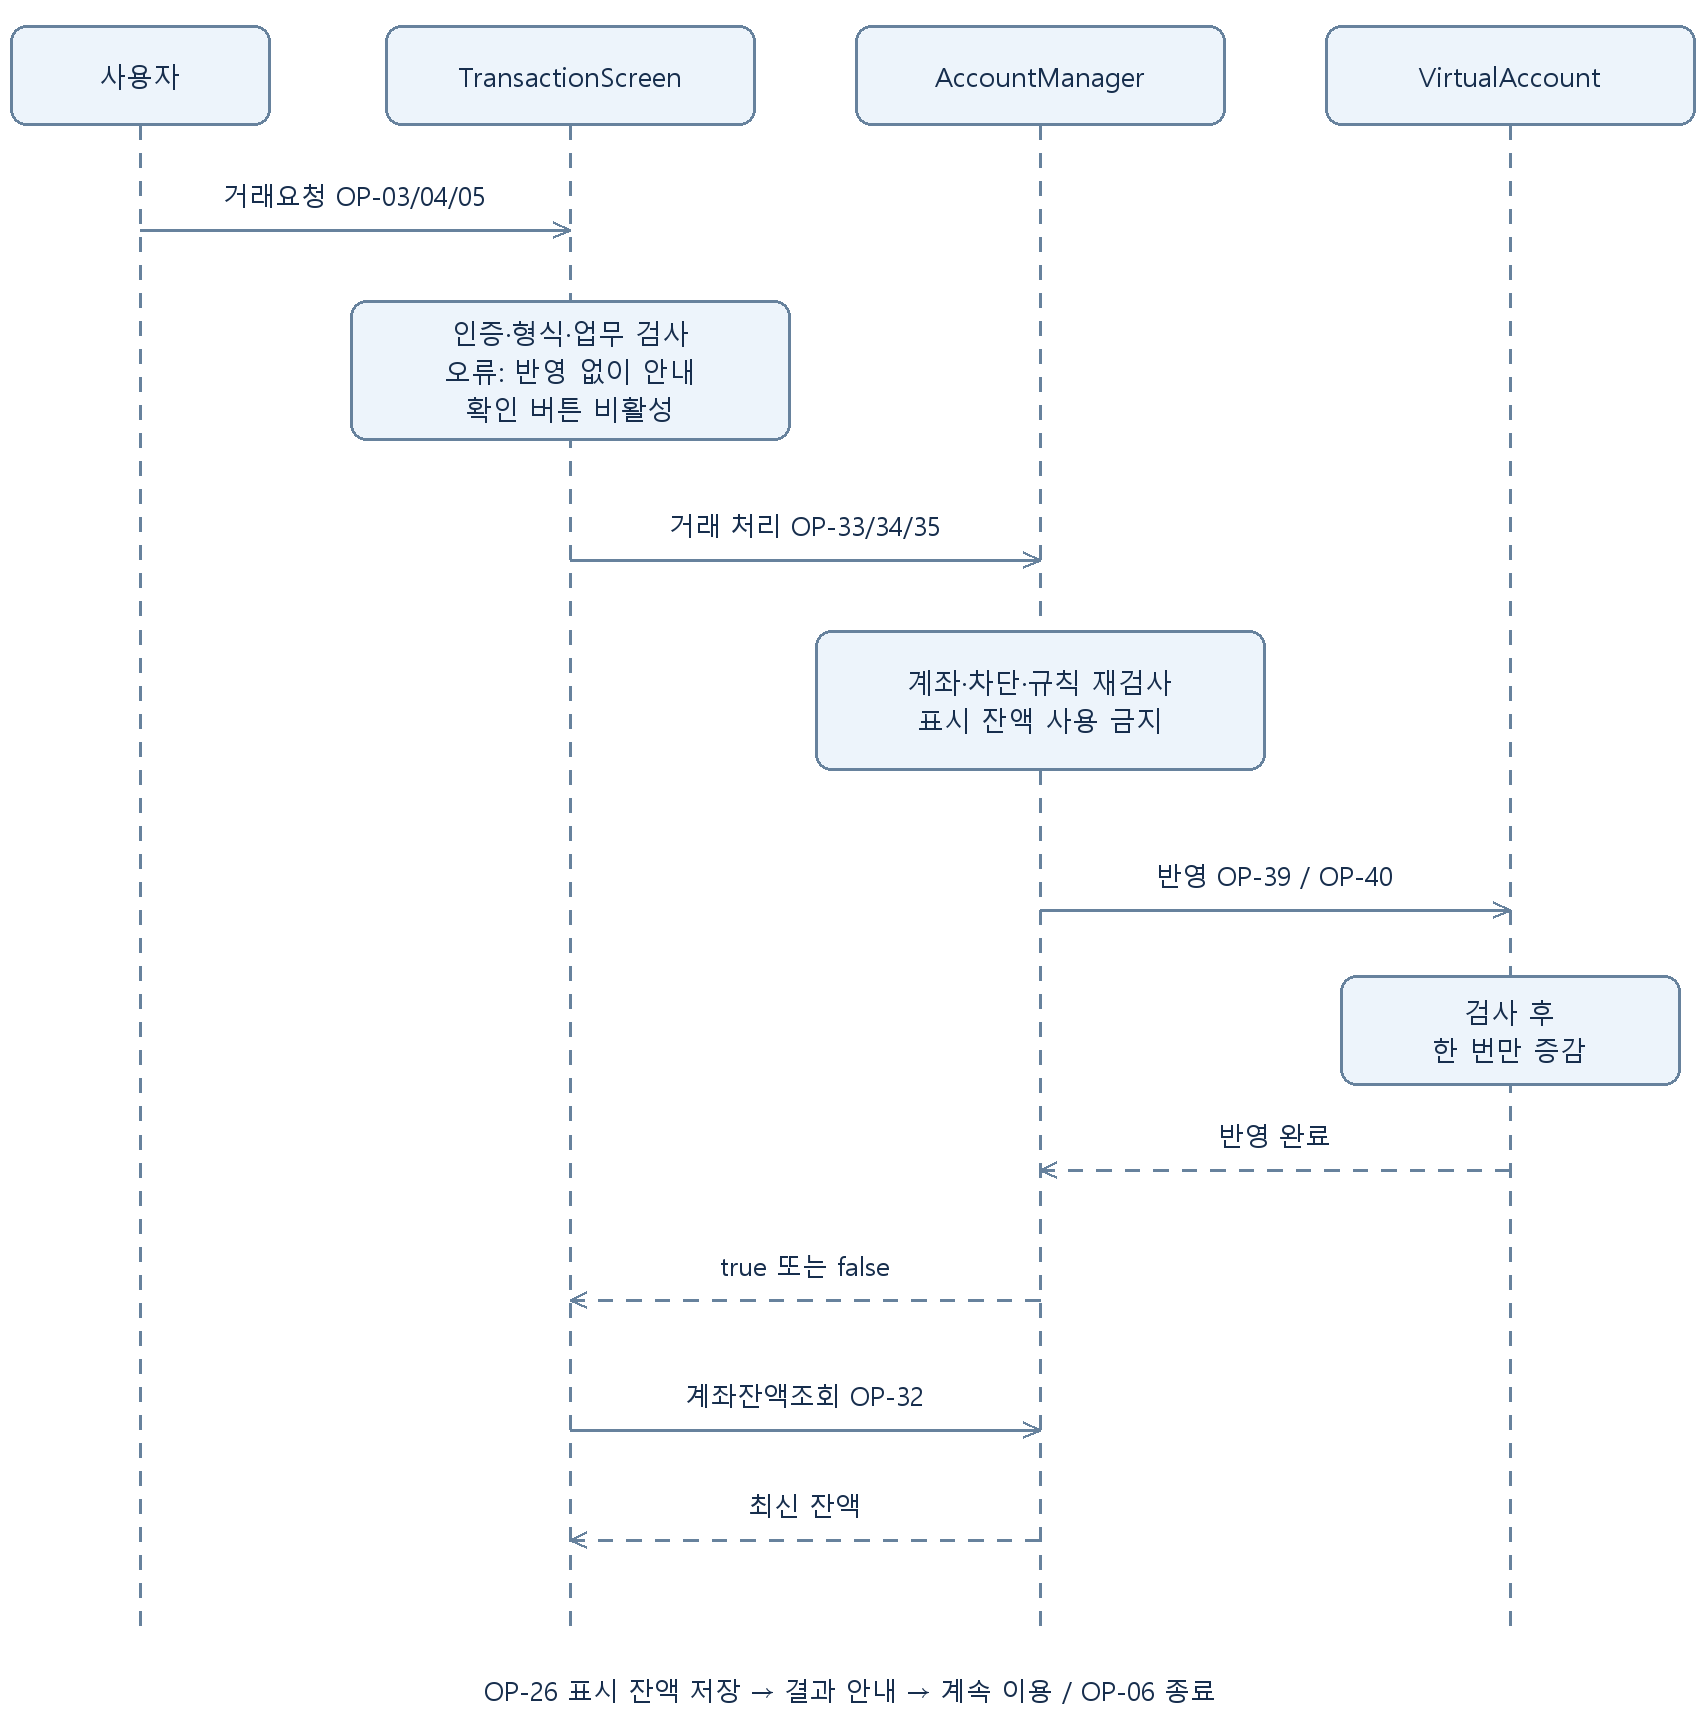 사용자
TransactionScreen
AccountManager
VirtualAccount
거래요청 OP-03/04/05
인증·형식·업무 검사
오류: 반영 없이 안내
확인 버튼 비활성
거래 처리 OP-33/34/35
계좌·차단·규칙 재검사
표시 잔액 사용 금지
반영 OP-39 / OP-40
검사 후
한 번만 증감
반영 완료
true 또는 false
계좌잔액조회 OP-32
최신 잔액
OP-26 표시 잔액 저장 → 결과 안내 → 계속 이용 / OP-06 종료